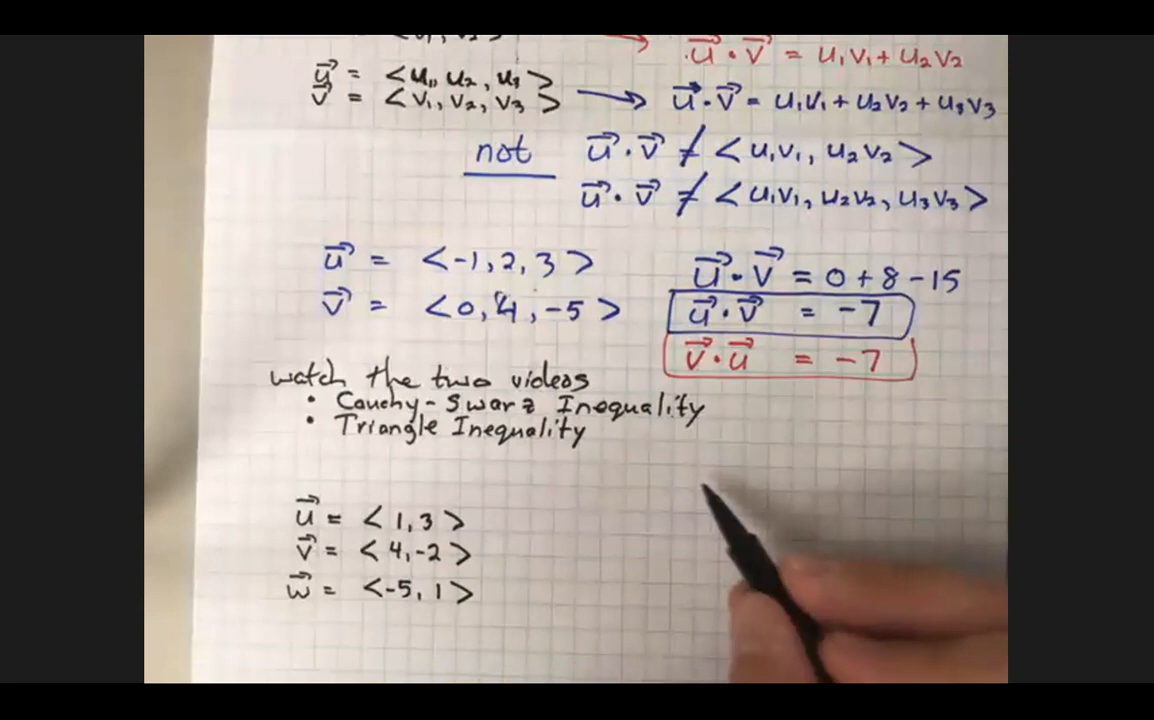 u⃗ · v⃗ = u₁v₁ + u₂v₂
u⃗ = <u₁, u₂, u₃>
v⃗ = <v₁, v₂, v₃> → u⃗ · v⃗ = u₁v₁ + u₂v₂ + u₃v₃
not u⃗ · v⃗ ≠ <u₁v₁, u₂v₂>
u⃗ · v⃗ ≠ <u₁v₁, u₂v₂, u₃v₃>
u⃗ = <-1, 2, 3> u⃗ · v⃗ = 0 + 8 - 15
v⃗ = <0, 4, -5> u⃗ · v⃗ = -7
v⃗ · u⃗ = -7
watch the two videos
• Cauchy-Swarz Inequality
• Triangle Inequality
u⃗ = <1, 3>
v⃗ = <4, -2>
w⃗ = <-5, 1>